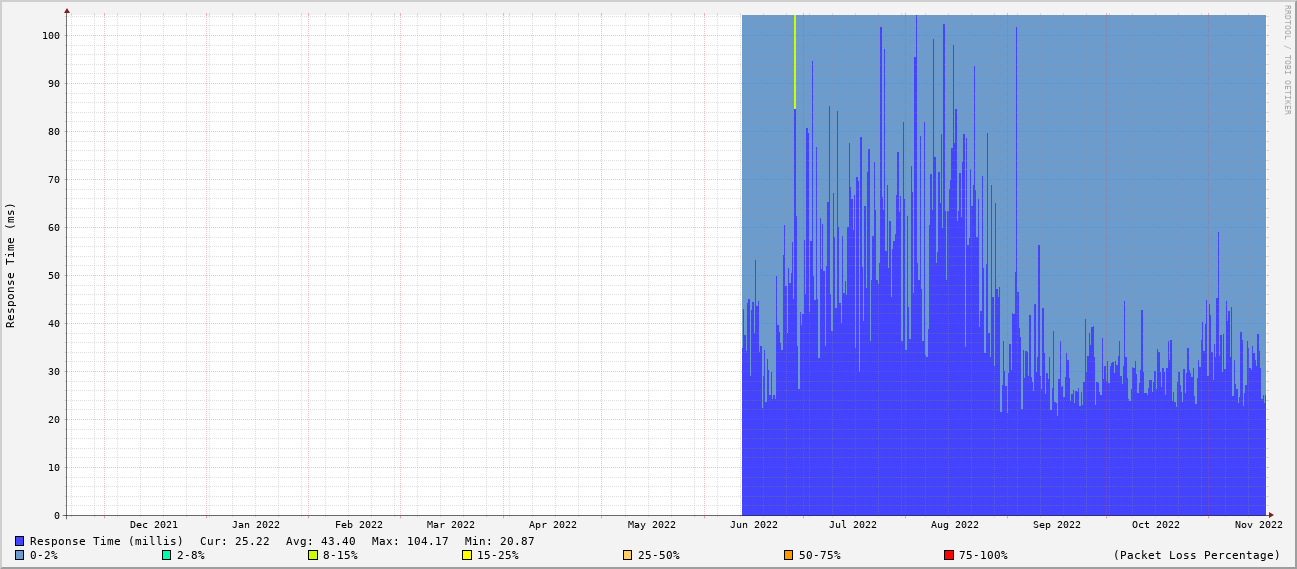 RRDTOOL / TOBI OETIKER
Response Time (ms)
100
90
80
70
60
50
40
30
20
10
0
Dec 2021 Jan 2022 Feb 2022 Mar 2022 Apr 2022 May 2022 Jun 2022 Jul 2022 Aug 2022 Sep 2022 Oct 2022 Nov 2022
Response Time (millis) Cur: 25.22 Avg: 43.40 Max: 104.17 Min: 20.87
0-2% 2-8% 8-15% 15-25% 25-50% 50-75% 75-100% (Packet Loss Percentage)